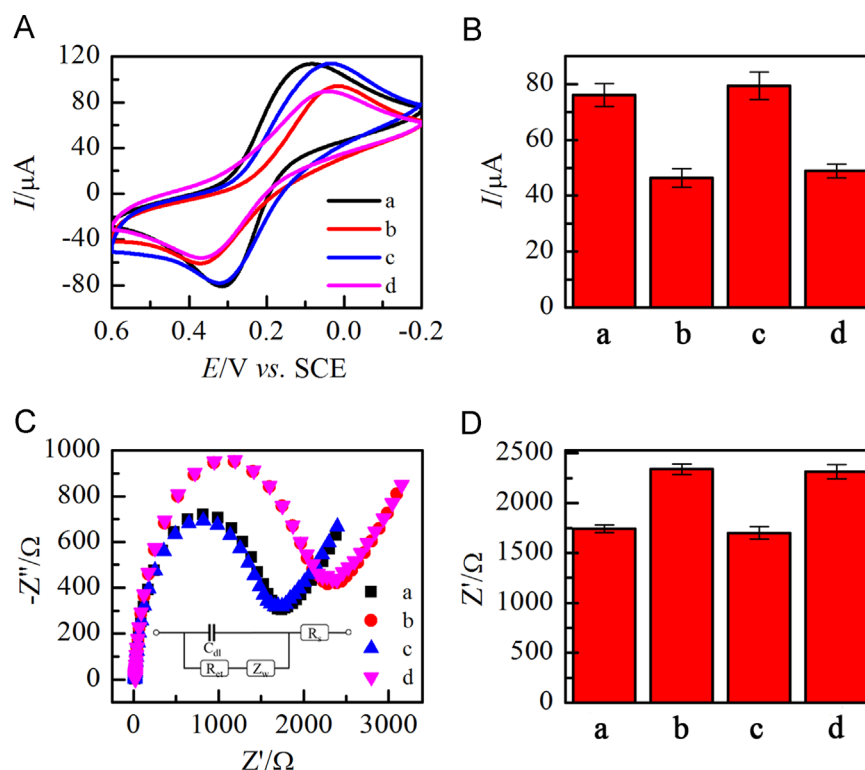 A
120
80
40
0
-40
-80
I/μA
0.6
0.4
0.2
0.0
-0.2
E/V vs. SCE
a
b
c
d
B
80
60
40
20
0
I/μA
a
b
c
d
C
1000
800
600
400
200
0
-Z''/Ω
0
1000
2000
3000
Z'/Ω
a
b
c
d
Cdl
Rs
Ret
Zw
D
2500
2000
1500
1000
500
0
Z'/Ω
a
b
c
d